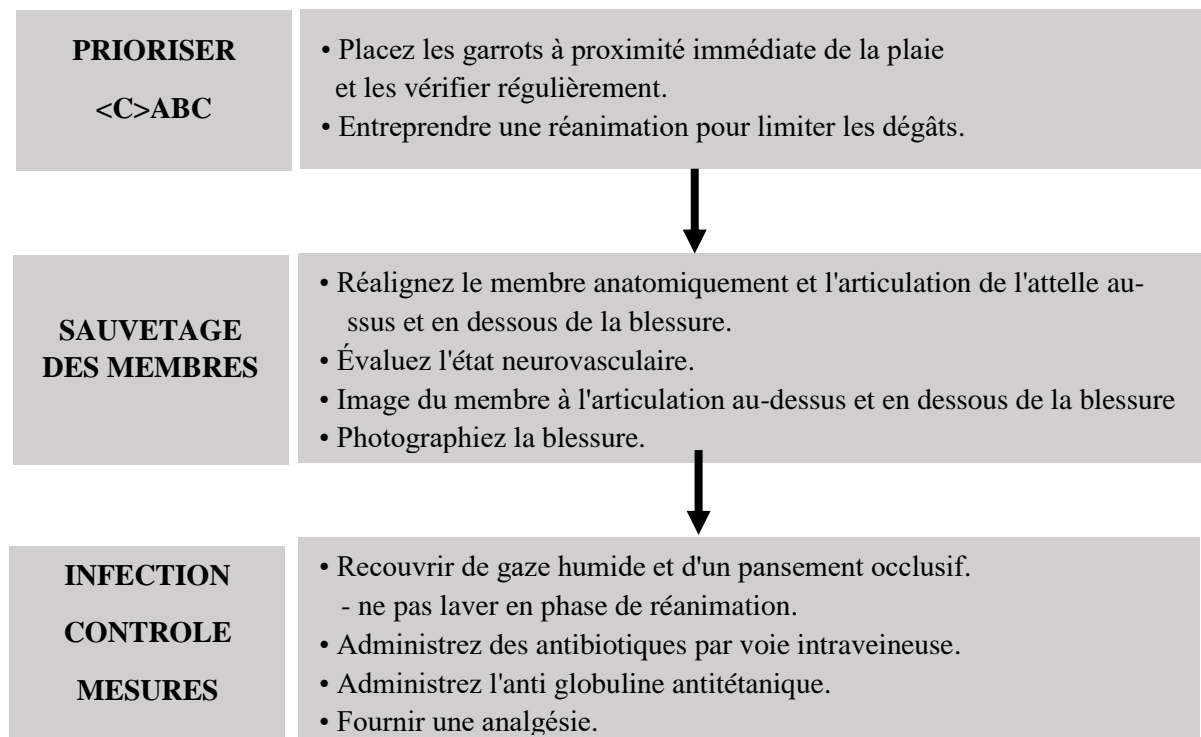 PRIORISER
<C>ABC
• Placez les garrots à proximité immédiate de la plaie
et les vérifier régulièrement.
• Entreprendre une réanimation pour limiter les dégâts.
SAUVETAGE
DES MEMBRES
• Réalignez le membre anatomiquement et l'articulation de l'attelle au-
ssus et en dessous de la blessure.
• Évaluez l'état neurovasculaire.
• Image du membre à l'articulation au-dessus et en dessous de la blessure
• Photographiez la blessure.
INFECTION
CONTROLE
MESURES
• Recouvrir de gaze humide et d'un pansement occlusif.
- ne pas laver en phase de réanimation.
• Administrez des antibiotiques par voie intraveineuse.
• Administrez l'anti globuline antitétanique.
• Fournir une analgésie.